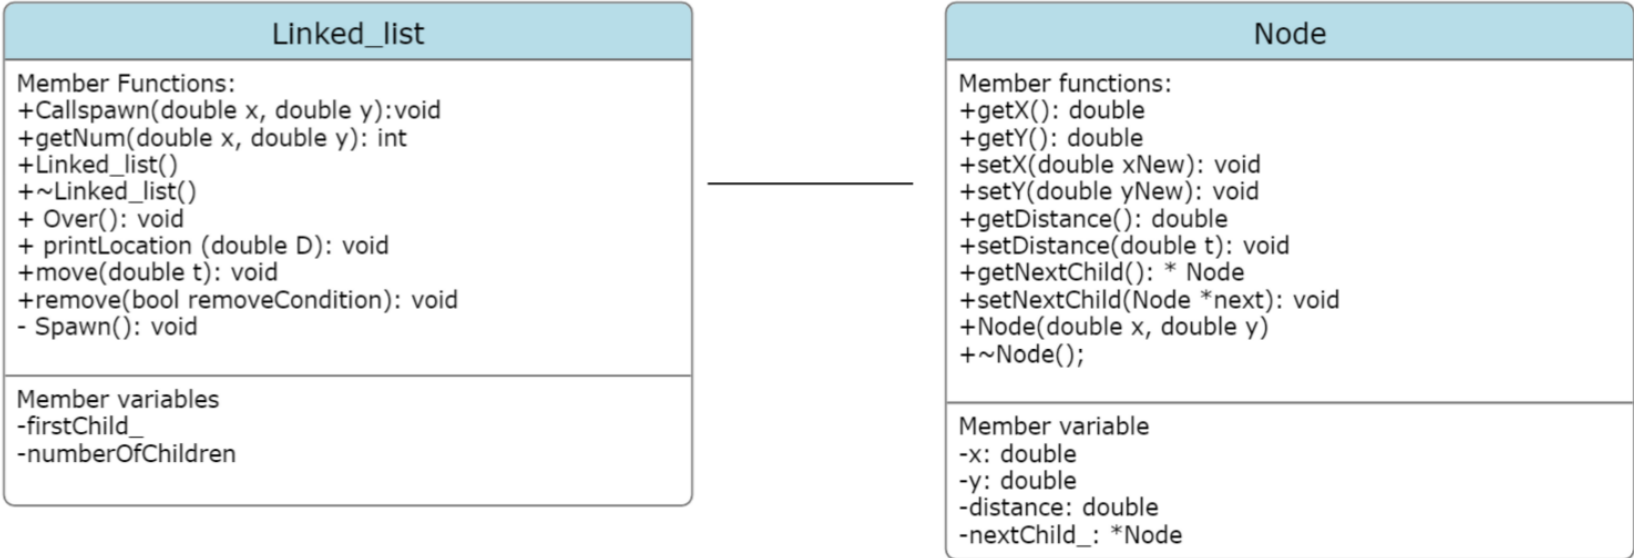 Linked_list
Member Functions:
+Callspawn(double x, double y):void
+getNum(double x, double y): int
+Linked_list()
+~Linked_list()
+ Over(): void
+ printLocation (double D): void
+move(double t): void
+remove(bool removeCondition): void
- Spawn(): void
Member variables
-firstChild_
-numberOfChildren
Node
Member functions:
+getX(): double
+getY(): double
+setX(double xNew): void
+setY(double yNew): void
+getDistance(): double
+setDistance(double t): void
+getNextChild(): * Node
+setNextChild(Node *next): void
+Node(double x, double y)
+~Node();
Member variable
-x: double
-y: double
-distance: double
-nextChild_: *Node